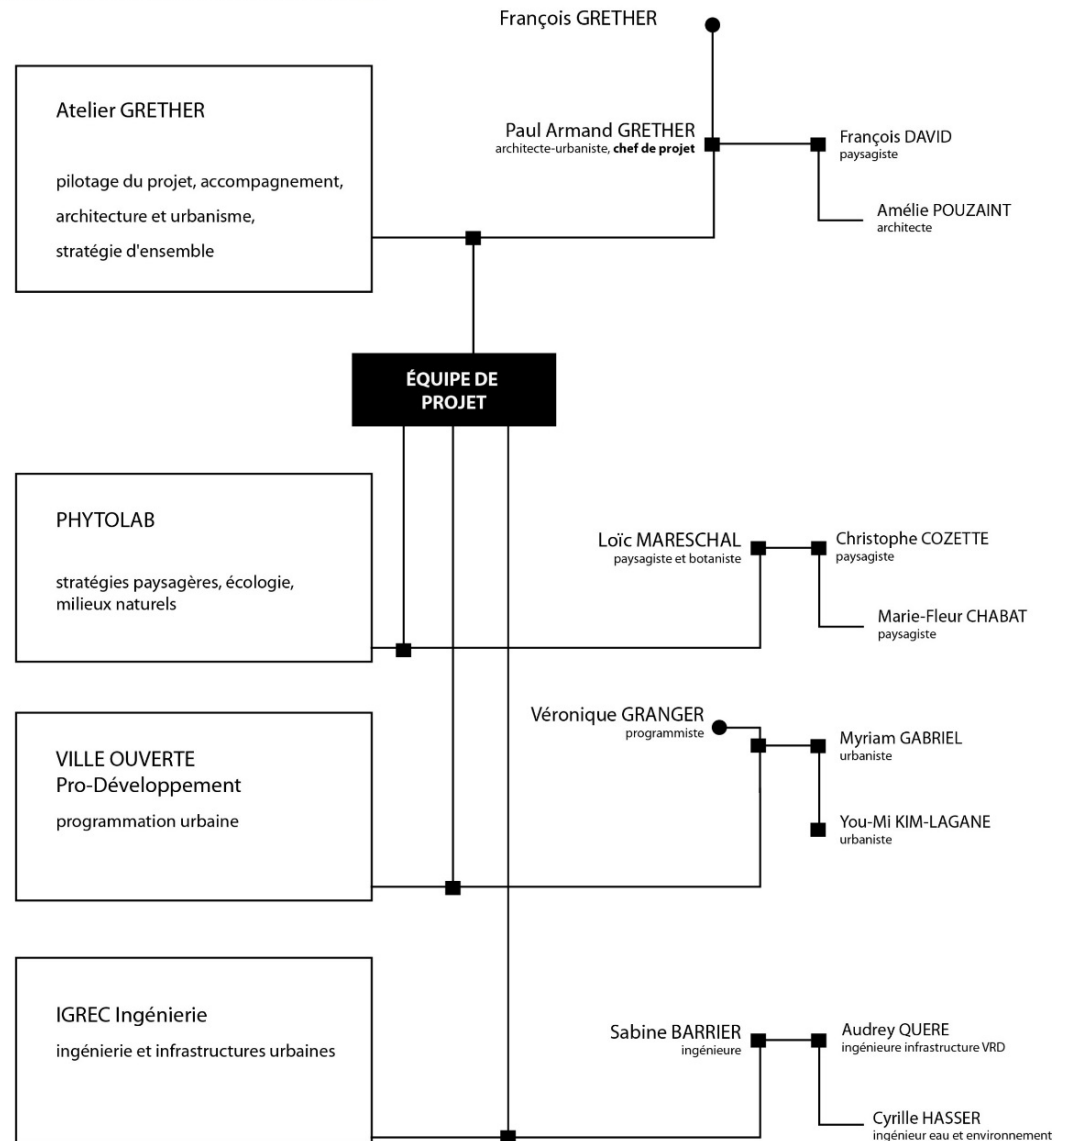 François GRETHER
Atelier GRETHER
pilotage du projet, accompagnement,
architecture et urbanisme,
stratégie d'ensemble
Paul Armand GRETHER
architecte-urbaniste, chef de projet
François DAVID
paysagiste
Amélie POUZAINT
architecte
ÉQUIPE DE
PROJET
PHYTOLAB
stratégies paysagères, écologie,
milieux naturels
Loïc MARESCHAL
paysagiste et botaniste
Christophe COZETTE
paysagiste
Marie-Fleur CHABAT
paysagiste
VILLE OUVERTE
Pro-Développement
programmation urbaine
Véronique GRANGER
programmiste
Myriam GABRIEL
urbaniste
You-Mi KIM-LAGANE
urbaniste
IGREC Ingénierie
ingénierie et infrastructures urbaines
Sabine BARRIER
ingénieure
Audrey QUERE
ingénieure infrastructure VRD
Cyrille HASSER
ingénieur eau et environnement